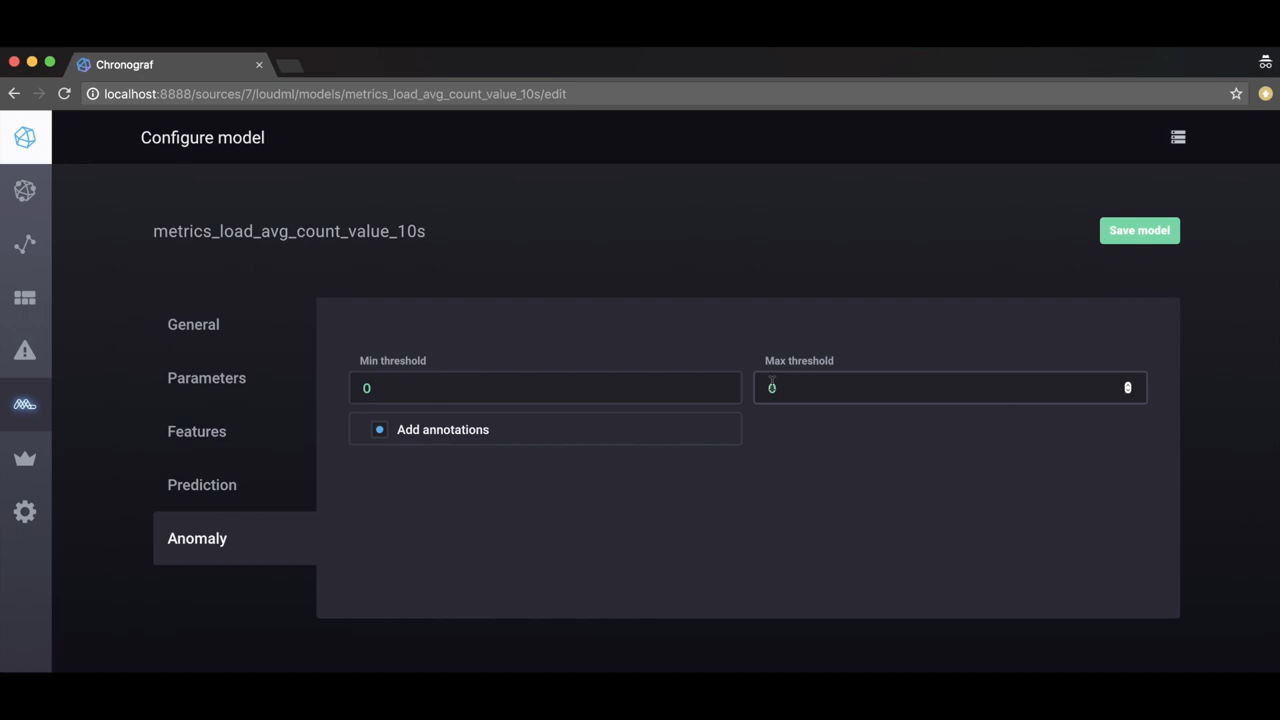 Chronograf
localhost:8888/sources/7/loudml/models/metrics_load_avg_count_value_10s/edit
Configure model
metrics_load_avg_count_value_10s
Save model
General
Parameters
Features
Prediction
Anomaly
Min threshold
Max threshold
0
0
Add annotations